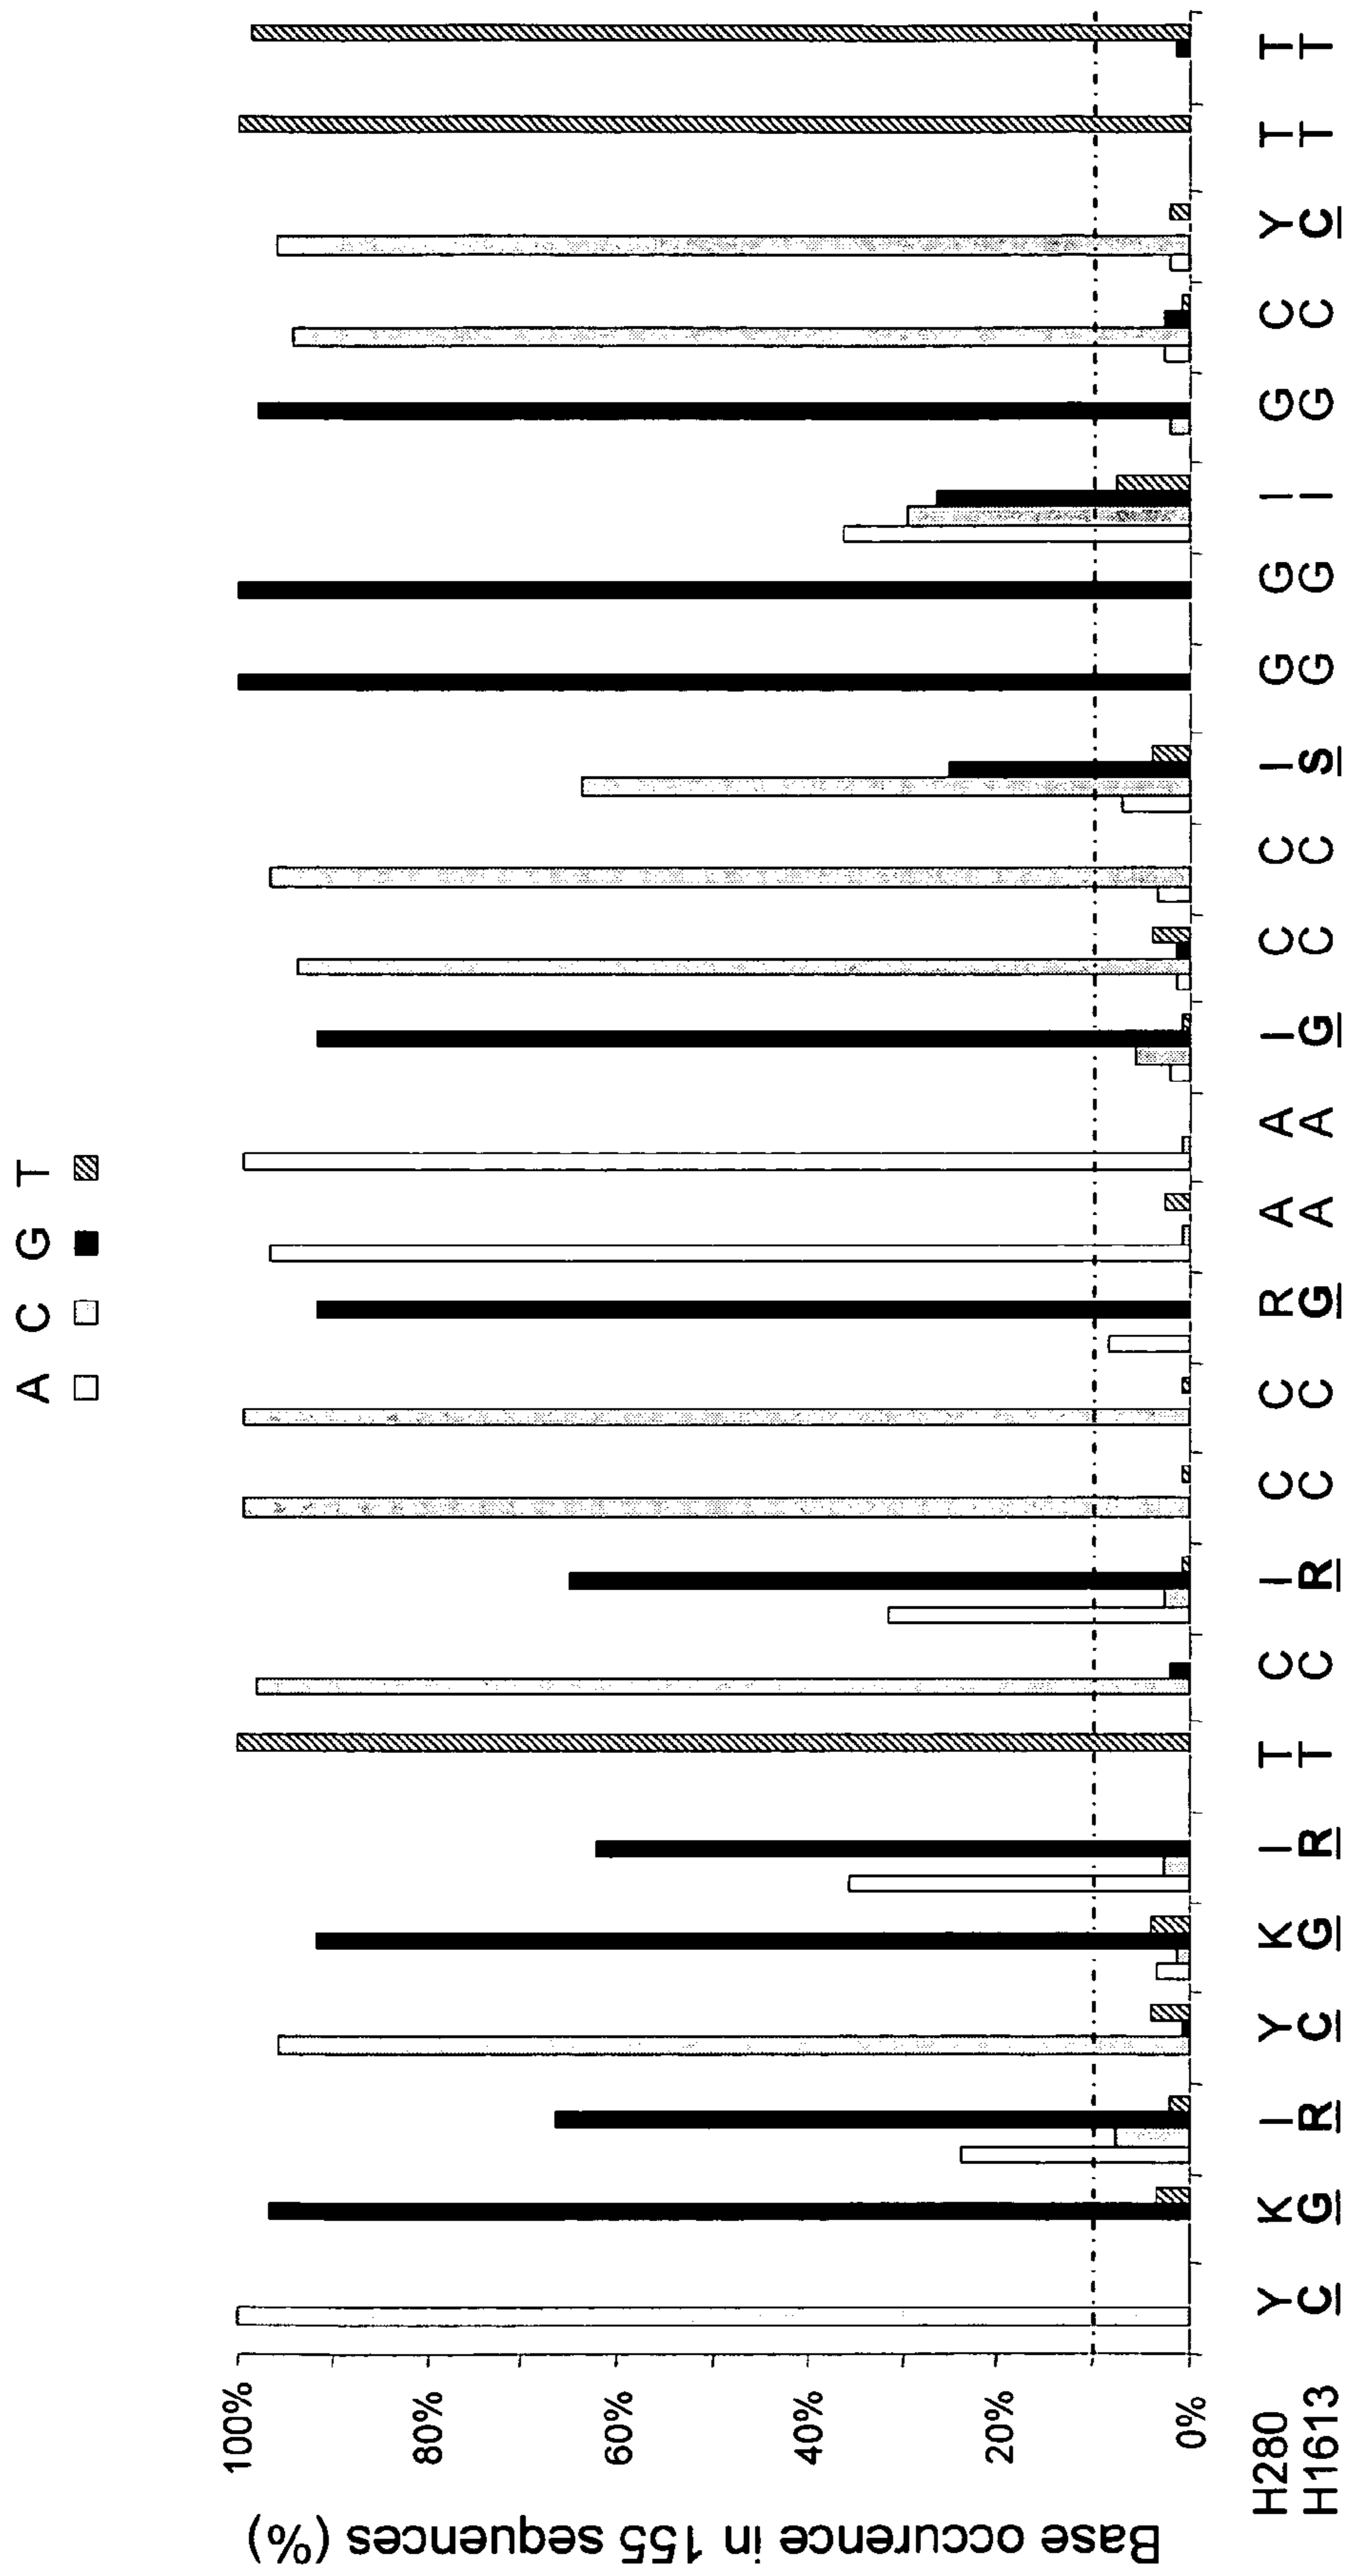 A C G T
Base occurence in 155 sequences (%)
100%
80%
60%
40%
20%
0%
H280 Y K I Y K I T C I C C R A A I C C I G G I G C Y T T
H1613 C G R C G R T C R C C G A A G C C S G G I G C C T T